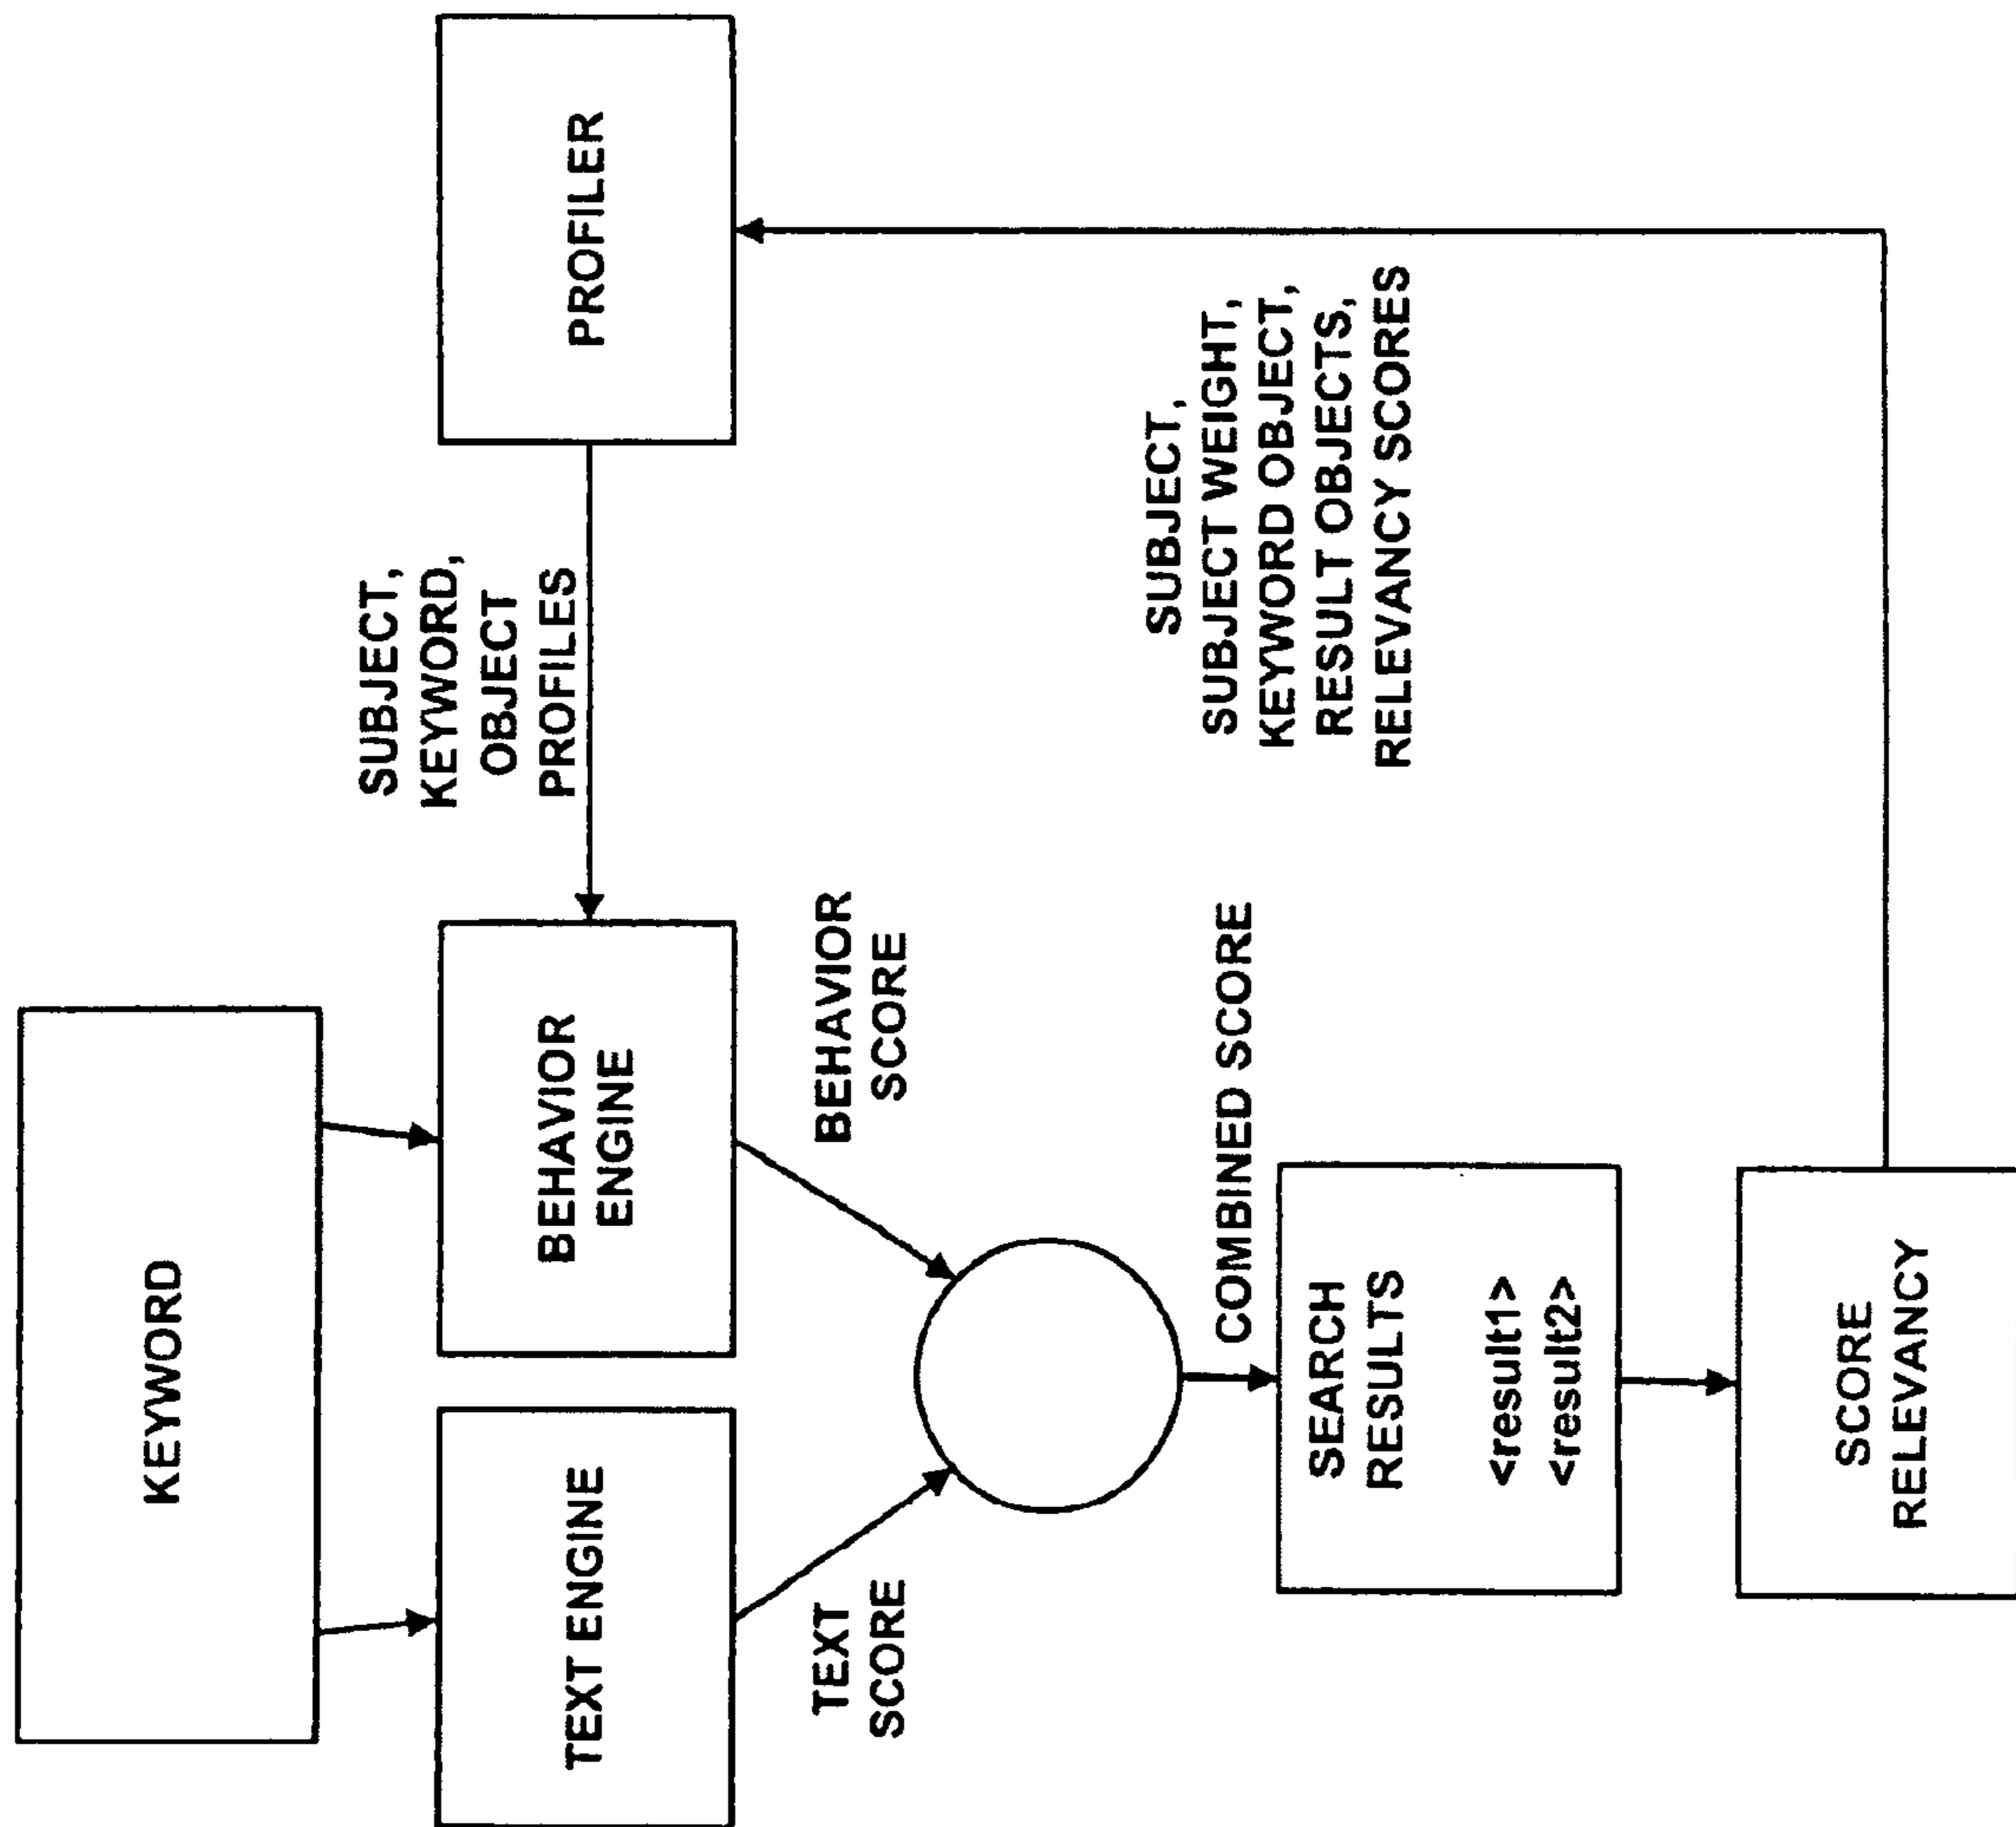 KEYWORD
TEXT ENGINE
BEHAVIOR
ENGINE
SUBJECT,
KEYWORD,
OBJECT
PROFILES
PROFILER
TEXT
SCORE
BEHAVIOR
SCORE
COMBINED SCORE
SEARCH
RESULTS
<result1>
<result2>
SUBJECT,
SUBJECT WEIGHT,
KEYWORD OBJECT,
RESULT OBJECTS,
RELEVANCY SCORES
SCORE
RELEVANCY